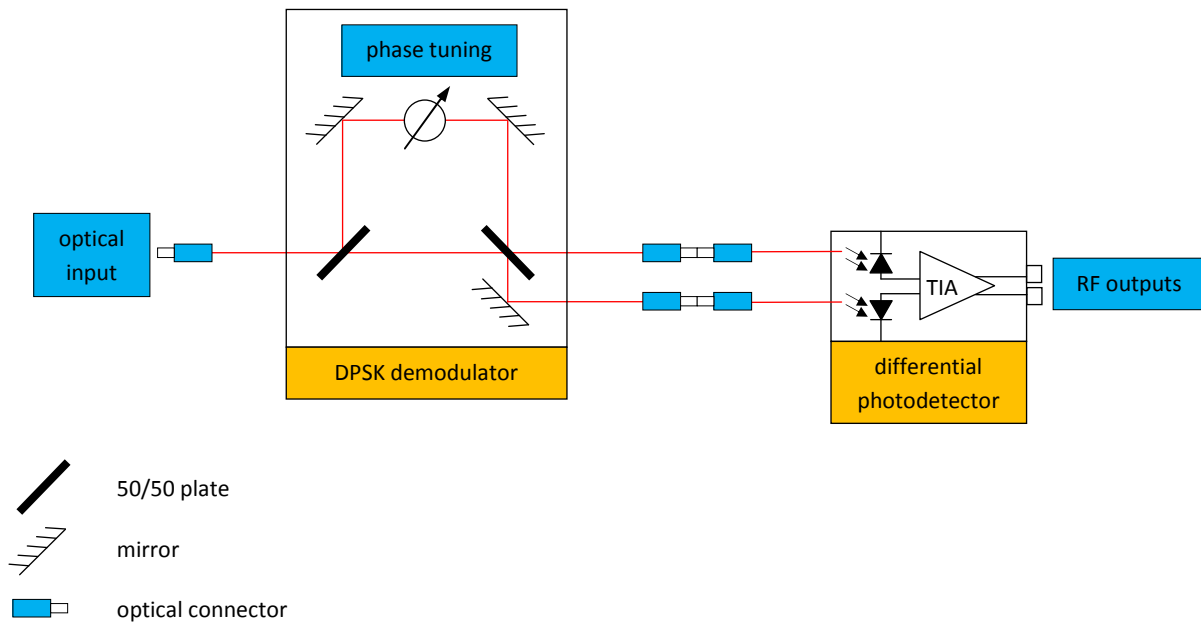 phase tuning
optical
input
TIA
RF outputs
DPSK demodulator
differential
photodetector
50/50 plate
mirror
optical connector